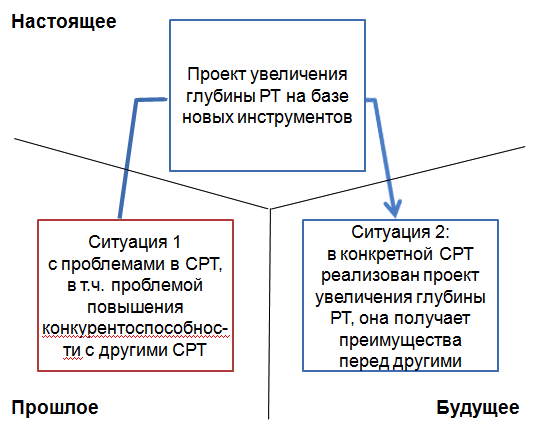 Настоящее
Проект увеличения
глубины РТ на базе
новых инструментов
Ситуация 1
с проблемами в СРТ,
в т.ч. проблемой
повышения
конкурентоспособнос-
ти с другими СРТ
Ситуация 2:
в конкретной СРТ
реализован проект
увеличения глубины
РТ, она получает
преимущества
перед другими
Прошлое
Будущее